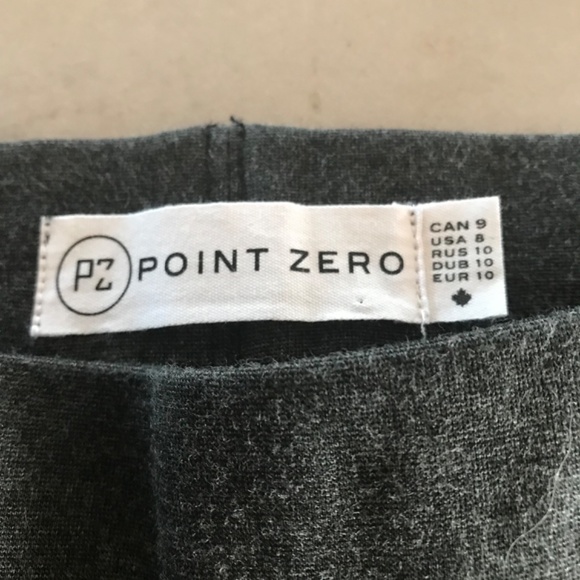 PZ POINT ZERO
CAN 9
USA 8
RUS 10
DUB 10
EUR 10